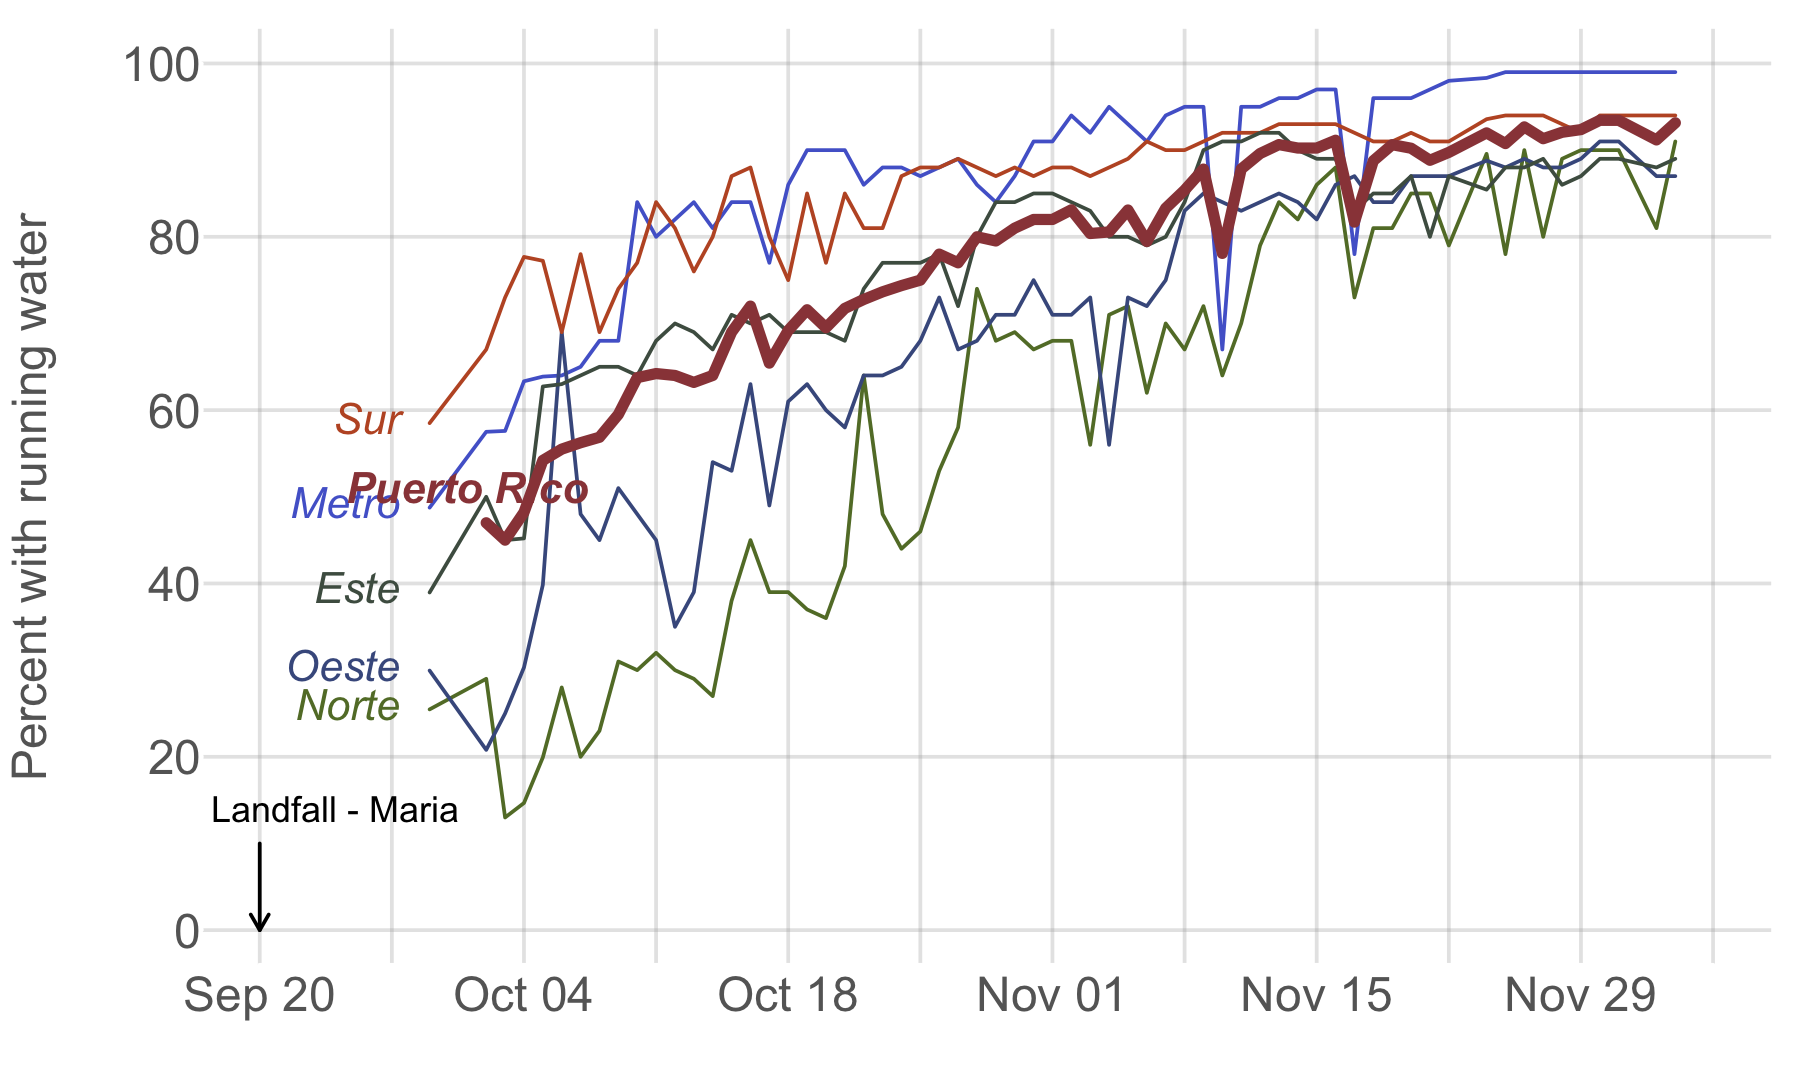 Percent with running water
100
80
60
40
20
0
Sur
Puerto Rico
Metro
Este
Oeste
Norte
Landfall - Maria
Sep 20
Oct 04
Oct 18
Nov 01
Nov 15
Nov 29